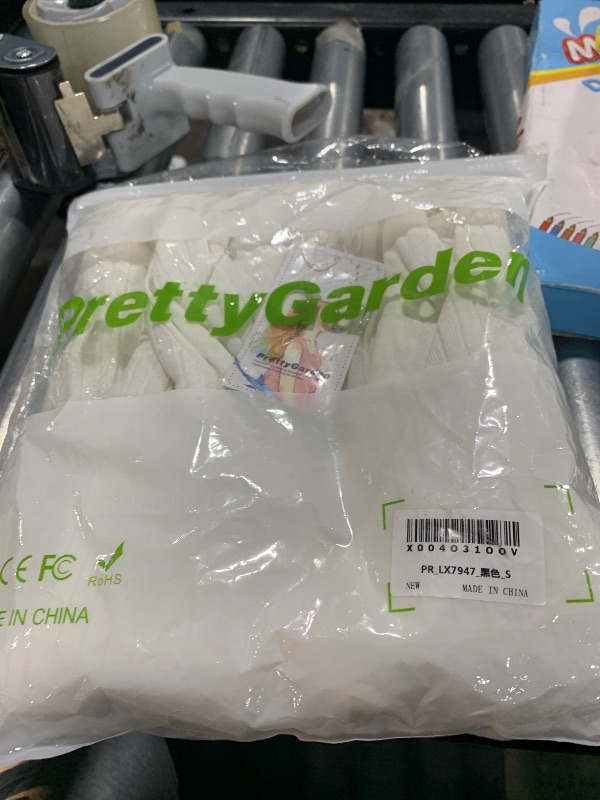 PrettyGarden
PrettyGarden
X00403100V
PR_LX7947_黑色_S
NEW MADE IN CHINA
CE FC RoHS
E IN CHINA